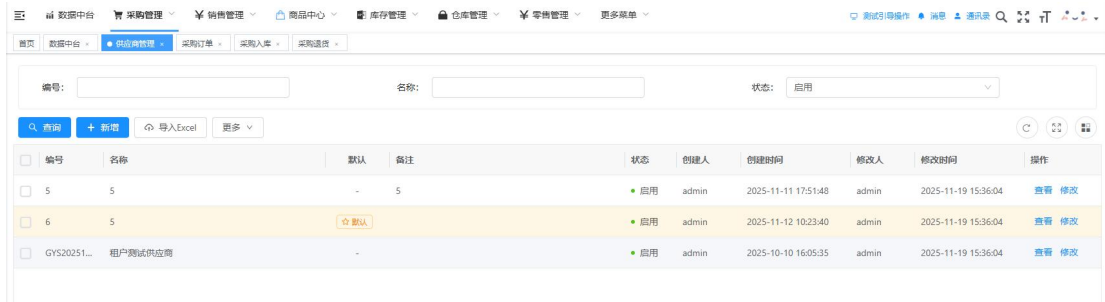 数据中台 采购管理 销售管理 商品中心 库存管理 仓库管理 零售管理 更多菜单 测试引导操作 消息 通讯录
首页 数据中台 × 供应商管理 × 采购订单 × 采购入库 × 采购退货 ×
编号: 名称: 状态: 启用
查询 + 新增 导入Excel 更多
编号 名称 默认 备注 状态 创建人 创建时间 修改人 修改时间 操作
5 5 - 5 启用 admin 2025-11-11 17:51:48 admin 2025-11-19 15:36:04 查看 修改
6 5 默认 启用 admin 2025-11-12 10:23:40 admin 2025-11-19 15:36:04 查看 修改
GYS20251... 租户测试供应商 - 启用 admin 2025-10-10 16:05:35 admin 2025-11-19 15:36:04 查看 修改